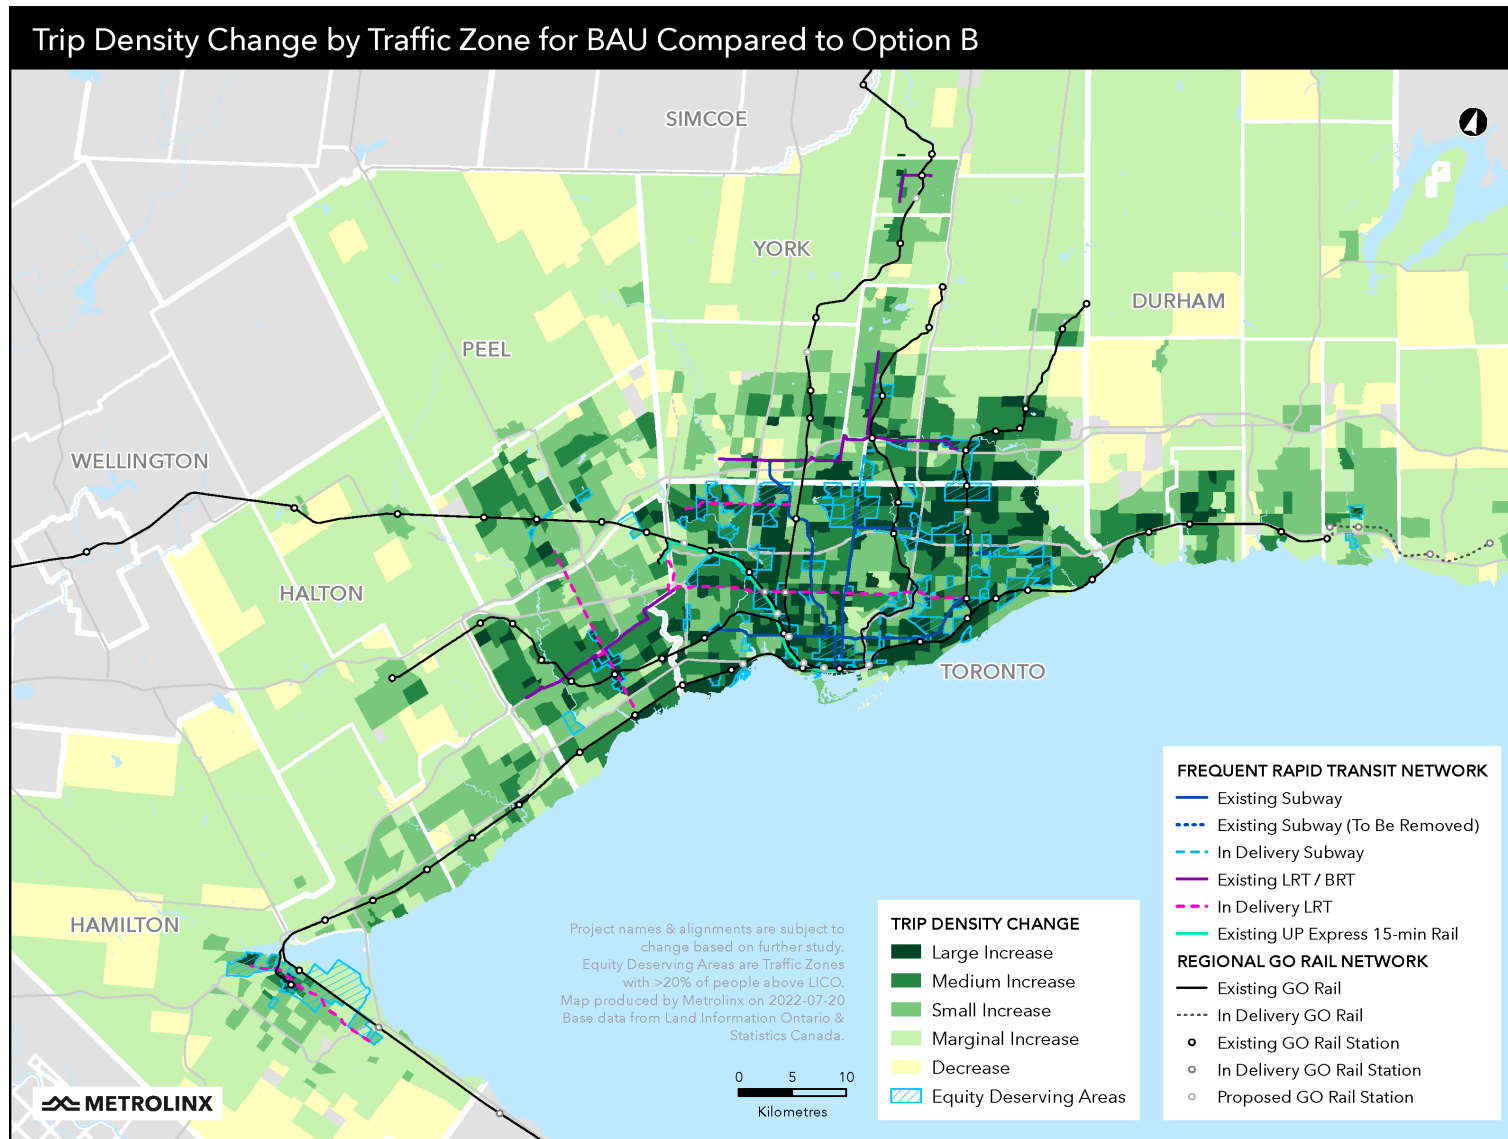 Trip Density Change by Traffic Zone for BAU Compared to Option B
SIMCOE
YORK
DURHAM
PEEL
WELLINGTON
HALTON
TORONTO
HAMILTON
Project names & alignments are subject to
change based on further study.
Equity Deserving Areas are Traffic Zones
with >20% of people above LICO.
Map produced by Metrolinx on 2022-07-20
Base data from Land Information Ontario &
Statistics Canada.
0 5 10
Kilometres
TRIP DENSITY CHANGE
Large Increase
Medium Increase
Small Increase
Marginal Increase
Decrease
Equity Deserving Areas
FREQUENT RAPID TRANSIT NETWORK
Existing Subway
Existing Subway (To Be Removed)
In Delivery Subway
Existing LRT / BRT
In Delivery LRT
Existing UP Express 15-min Rail
REGIONAL GO RAIL NETWORK
Existing GO Rail
In Delivery GO Rail
Existing GO Rail Station
In Delivery GO Rail Station
Proposed GO Rail Station
METROLINX